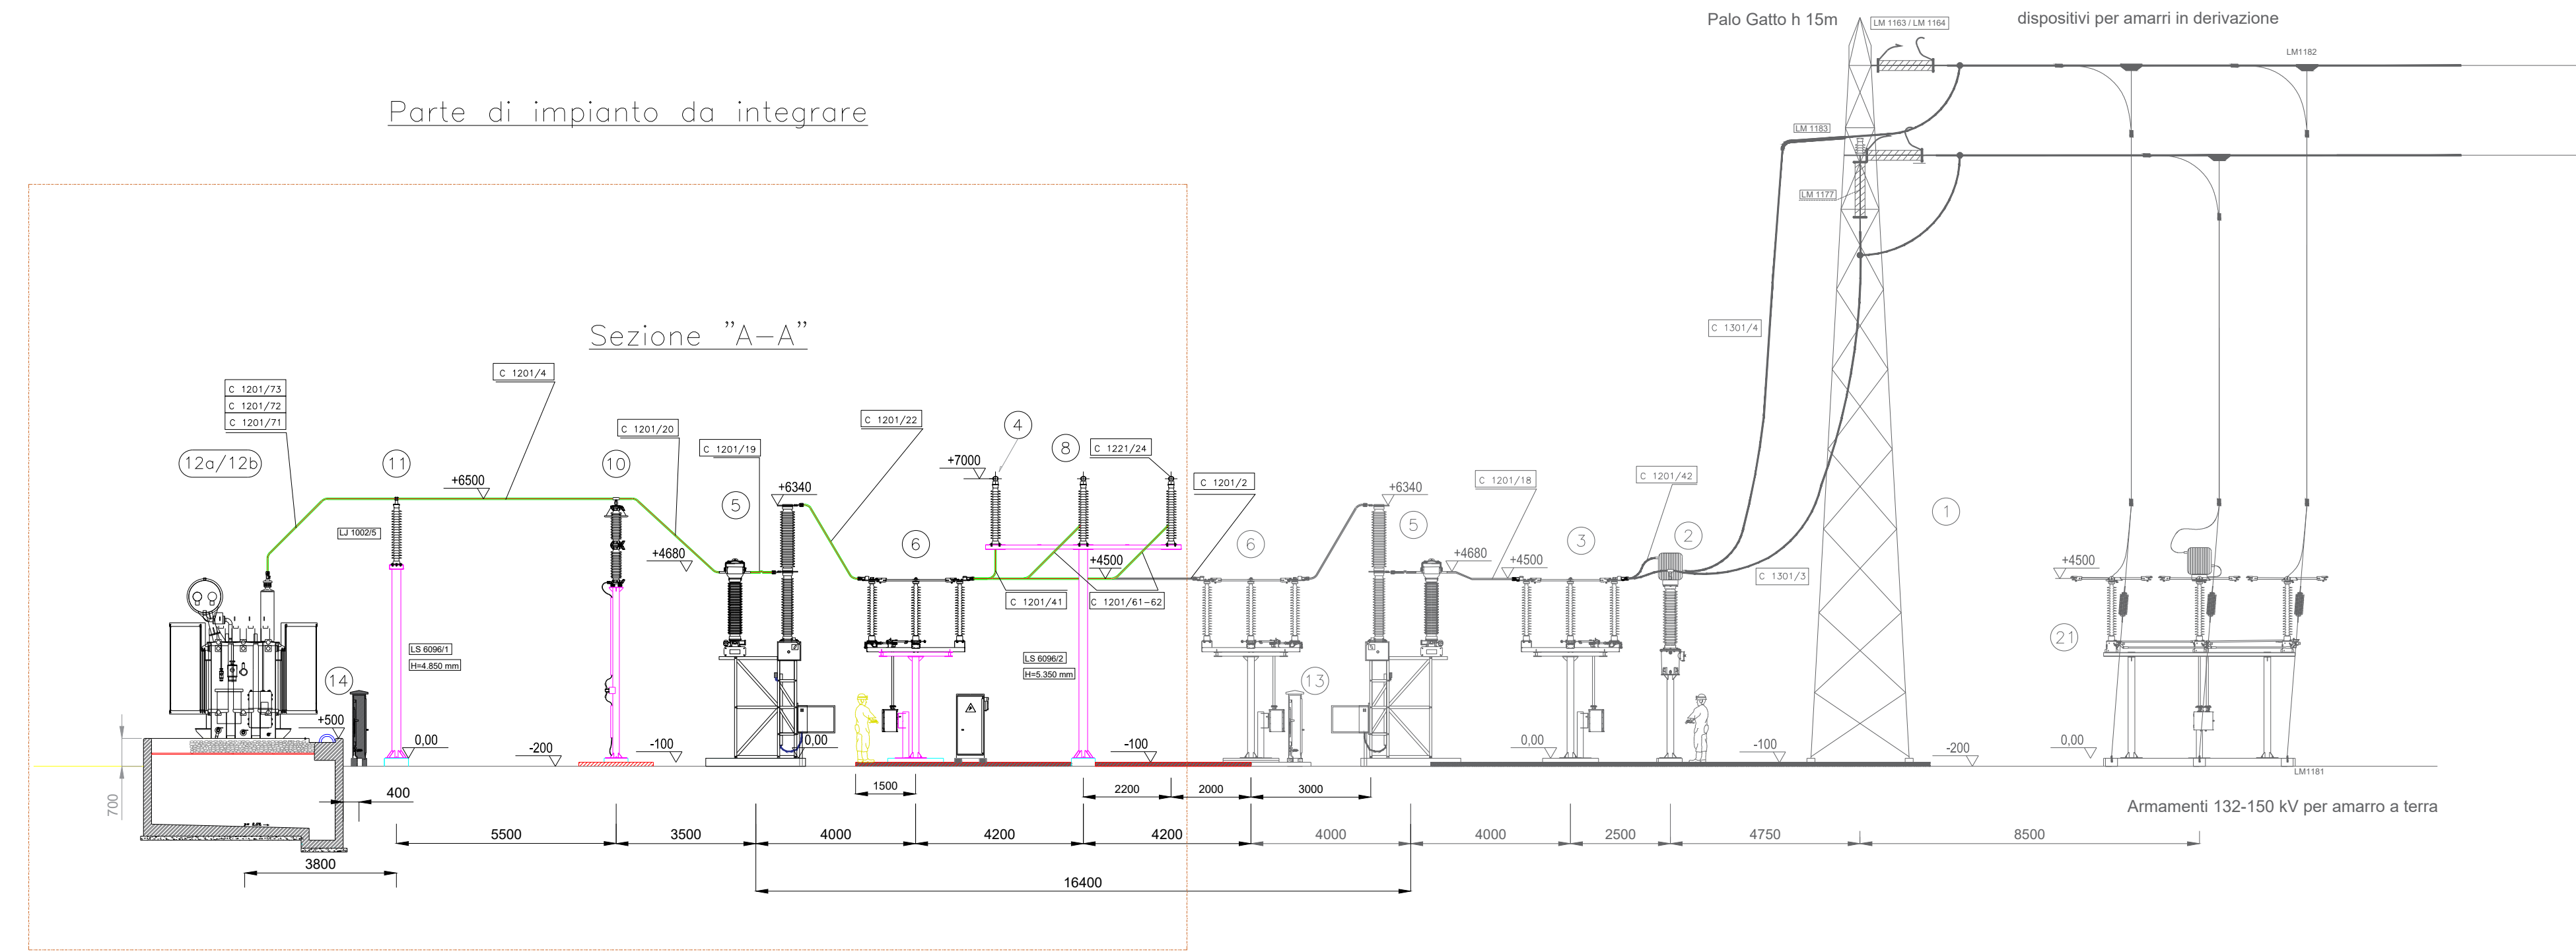 Palo Gatto h 15m
LM 1163 / LM 1164
dispositivi per amarri in derivazione
LM1182
Parte di impianto da integrare
LM 1183
LM 1177
C 1301/4
Sezione "A-A"
C 1201/73
C 1201/72
C 1201/71
C 1201/4
C 1201/20
C 1201/19
C 1201/22
4
8
C 1221/24
12a/12b
11
10
+6500
+7000
5
+6340
C 1201/2
+6340
C 1201/18
C 1201/42
5
1
LJ 1002/5
+4680
6
+4500
6
+4680
+4500
3
2
C 1301/3
+4500
C 1201/41
C 1201/61-62
21
LS 6096/1
H=4.850 mm
LS 6096/2
H=5.350 mm
14
13
+500
0,00
-200
-100
0,00
-100
0,00
-100
-200
0,00
LM1181
700
400
1500
2200
2000
3000
Armamenti 132-150 kV per amarro a terra
5500
3500
4000
4200
4200
4000
4000
2500
4750
8500
3800
16400